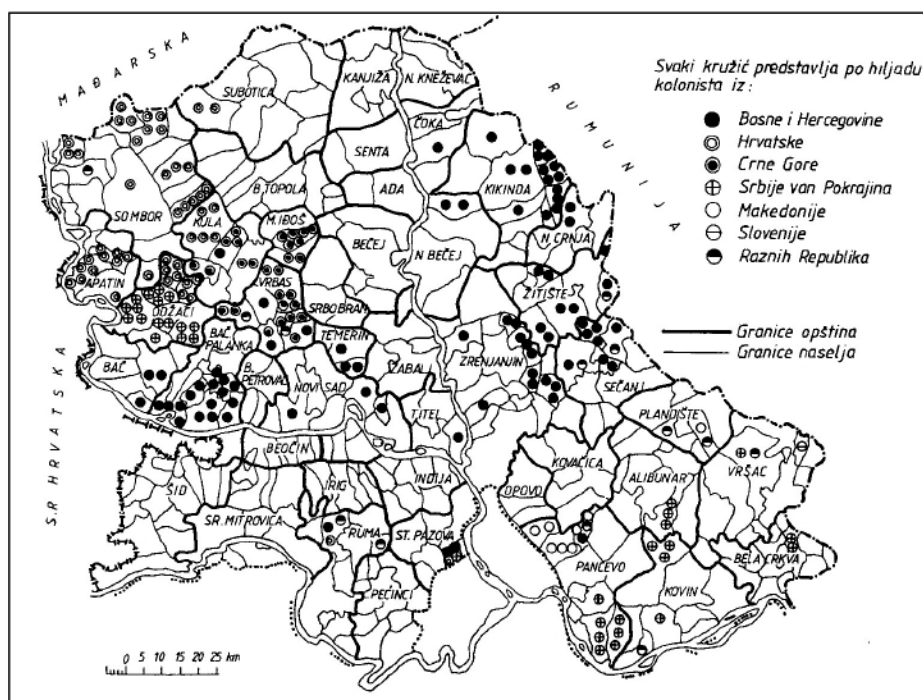 MAĐARSKA
RUMUNIJA
S.R HRVATSKA
Svaki kružić predstavlja po hiljadu
kolonista iz:
Bosne i Hercegovine
Hrvatske
Crne Gore
Srbije van Pokrajina
Makedonije
Slovenije
Raznih Republika
Granice opština
Granice naselja
SUBOTICA
KANJIŽA
N. KNEŽEVAC
ČOKA
SENTA
KIKINDA
B. TOPOLA
ADA
SOMBOR
KULA
M. IĐOŠ
BEČEJ
N. BEČEJ
N. CRNJA
APATIN
VRBAS
ODŽACI
SRBOBRAN
ŽITIŠTE
BAČ
PALANKA
TEMERIN
ZRENJANJIN
BAČ
B.
PETROVAC
NOVI SAD
ŽABALJ
SEČANJ
TITEL
PLANDIŠTE
BEOČIN
KOVAČICA
ALIBUNAR
VRŠAC
ŠID
IRIG
INĐIJA
OPOVO
SR. MITROVICA
RUMA
ST. PAZOVA
PANČEVO
BELA CRKVA
PEĆINCI
KOVIN
0 5 10 15 20 25 km